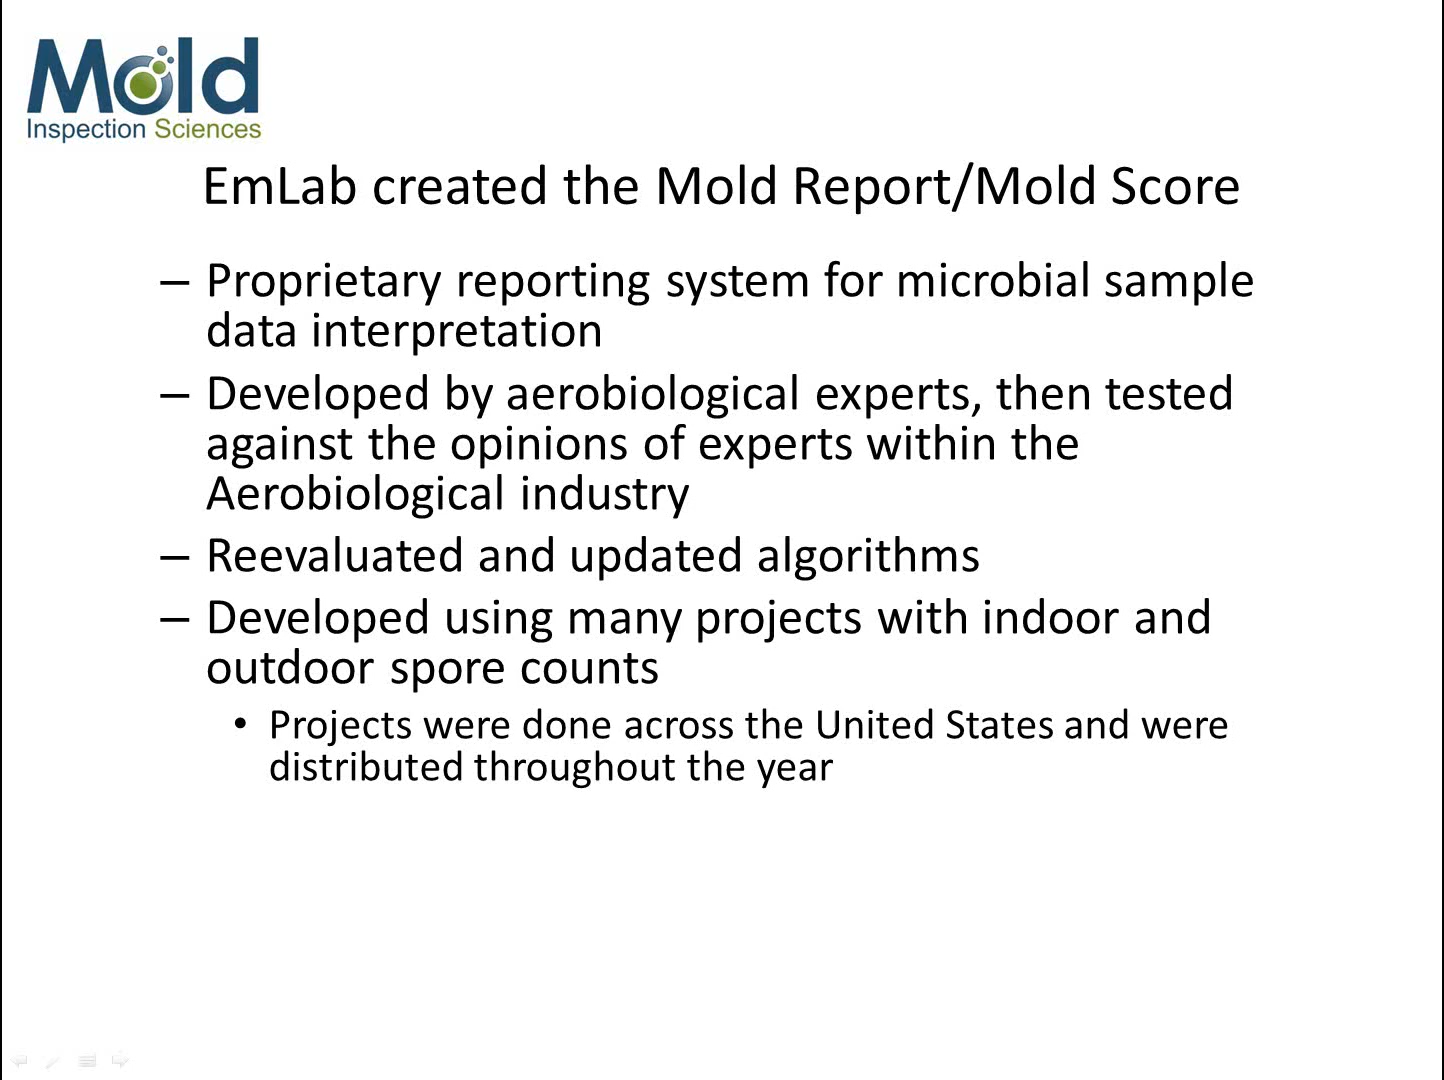 Mold
Inspection Sciences
EmLab created the Mold Report/Mold Score
– Proprietary reporting system for microbial sample
data interpretation
– Developed by aerobiological experts, then tested
against the opinions of experts within the
Aerobiological industry
– Reevaluated and updated algorithms
– Developed using many projects with indoor and
outdoor spore counts
• Projects were done across the United States and were
distributed throughout the year